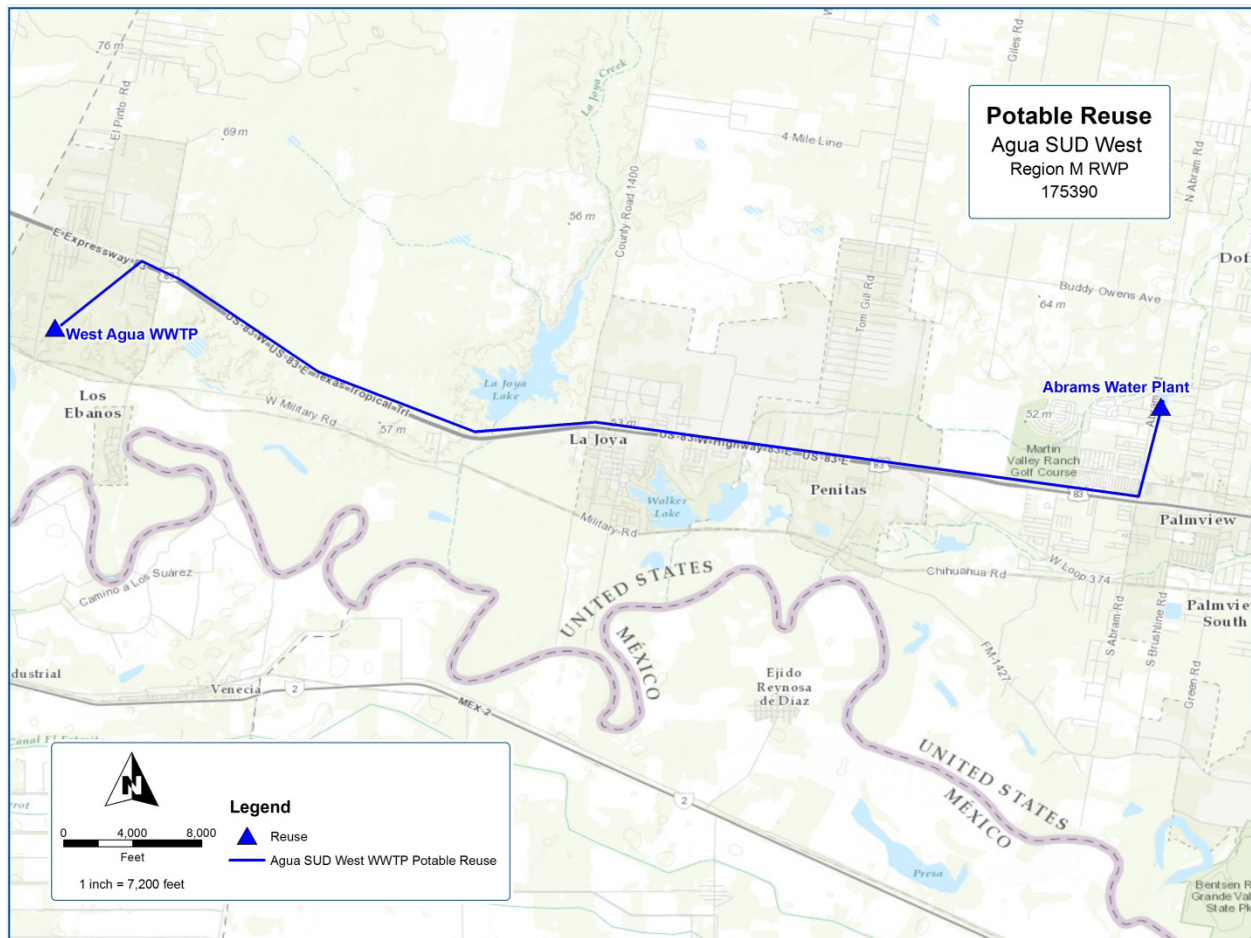 76 m
El Pinto Rd
69 m
La Joya Creek
County Road 1400
56 m
4 Mile Line
Giles Rd
N Abram Rd
Potable Reuse
Agua SUD West
Region M RWP
175390
E Expressway 83
83
West Agua WWTP
US-83-W-US-83-E-Texas-Tropical-Trl
La Joya
Lake
Los
Ebanos
W Military Rd
57 m
53 m
La Joya
US-83-W-Highway-83-E-US-83-E
83
Tom Gill Rd
Buddy Owens Ave
64 m
Abrams Water Plant
52 m
Martin
Valley Ranch
Golf Course
83
Penitas
Palmview
Walker
Lake
Military-Rd
Chihuahua Rd
W Loop 374
FM-1427
S Abram Rd
S Brushline Rd
Green Rd
South
Camino a Los Suárez
UNITED STATES
MÉXICO
Ejido
Reynosa
de Díaz
dustrial
Venecia
2
MEX-2
2
UNITED STATES
MÉXICO
Presa
Bentsen R
Grande Val
State Pk
N
0 4,000 8,000
Feet
1 inch = 7,200 feet
Legend
Reuse
Agua SUD West WWTP Potable Reuse